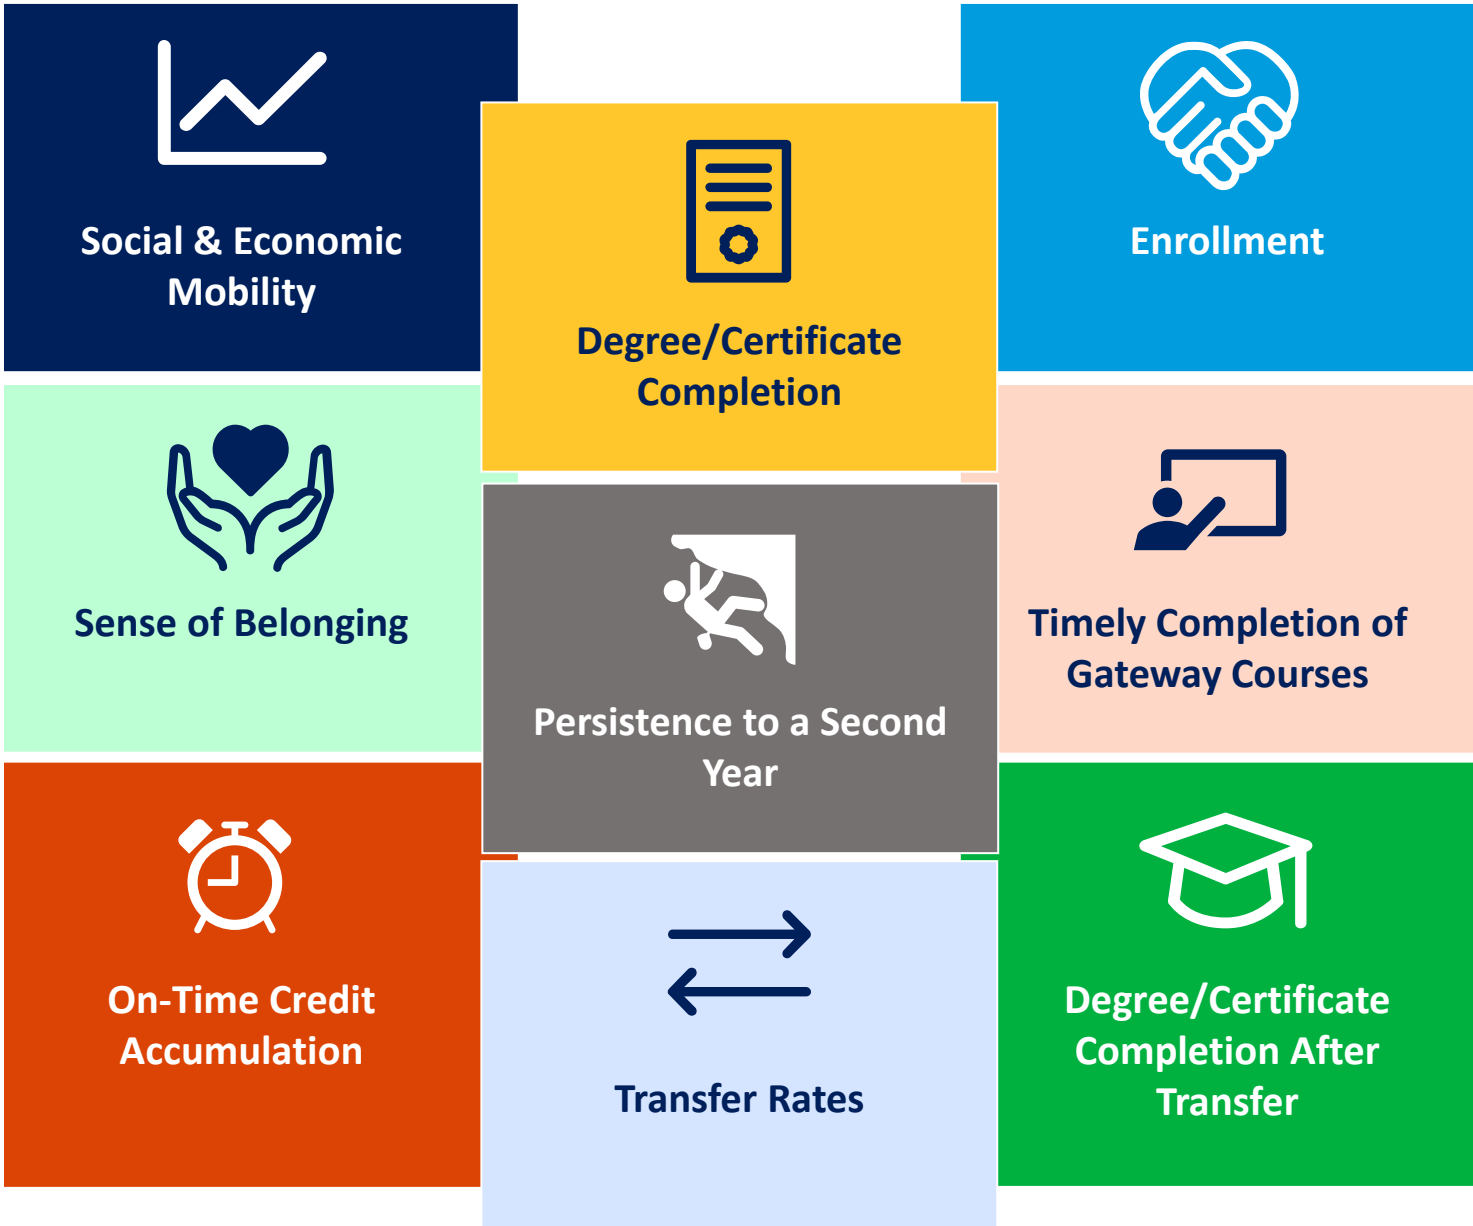 Social & Economic
Mobility
Degree/Certificate
Completion
Enrollment
Sense of Belonging
Persistence to a Second
Year
Timely Completion of
Gateway Courses
On-Time Credit
Accumulation
Transfer Rates
Degree/Certificate
Completion After
Transfer